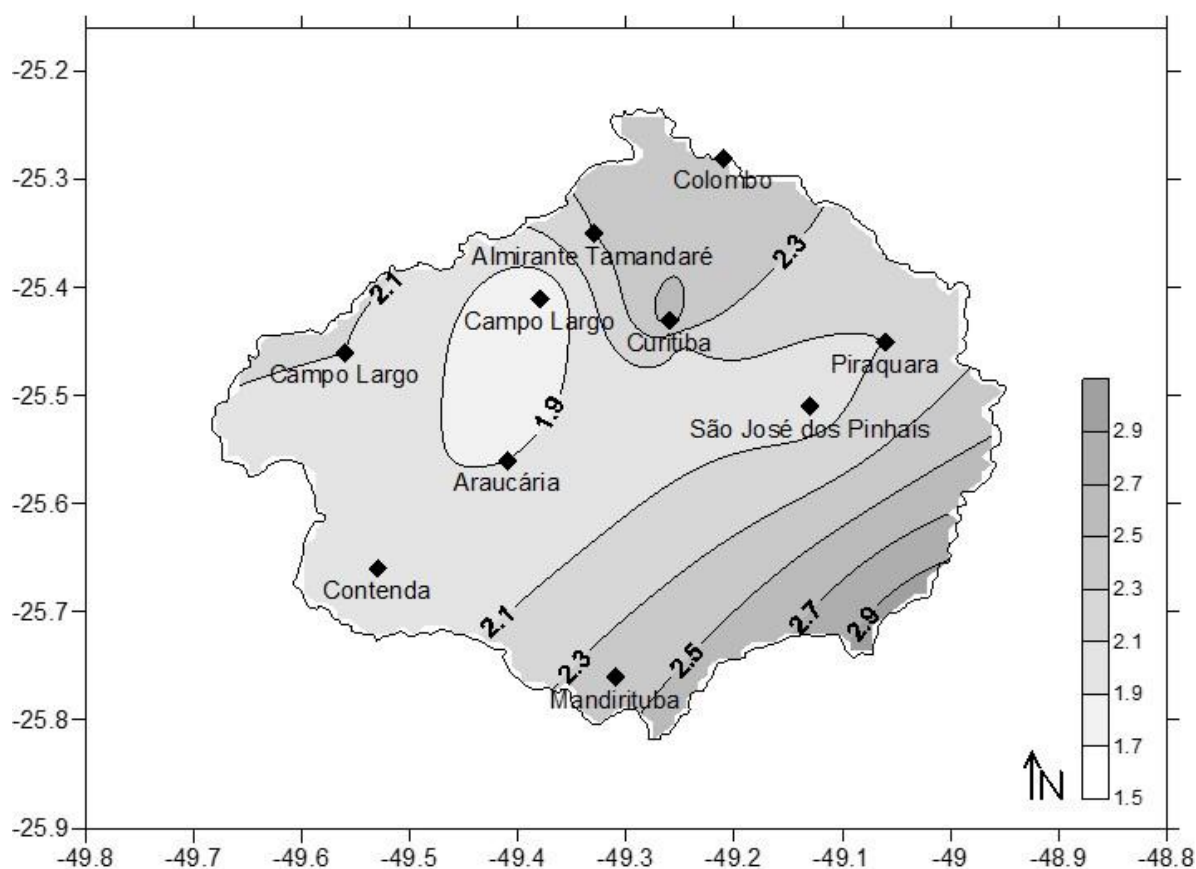 -25.2
-25.3
-25.4
-25.5
-25.6
-25.7
-25.8
-25.9
Colombo
Almirante Tamandaré
2.3
2.1
Campo Largo
Curitiba
Campo Largo
Piraquara
1.9
São José dos Pinhais
Araucária
Contenda
2.1
2.3
2.5
2.7
2.9
Mandirituba
2.9
2.7
2.5
2.3
2.1
1.9
1.7
1.5
N
-49.8 -49.7 -49.6 -49.5 -49.4 -49.3 -49.2 -49.1 -49 -48.9 -48.8